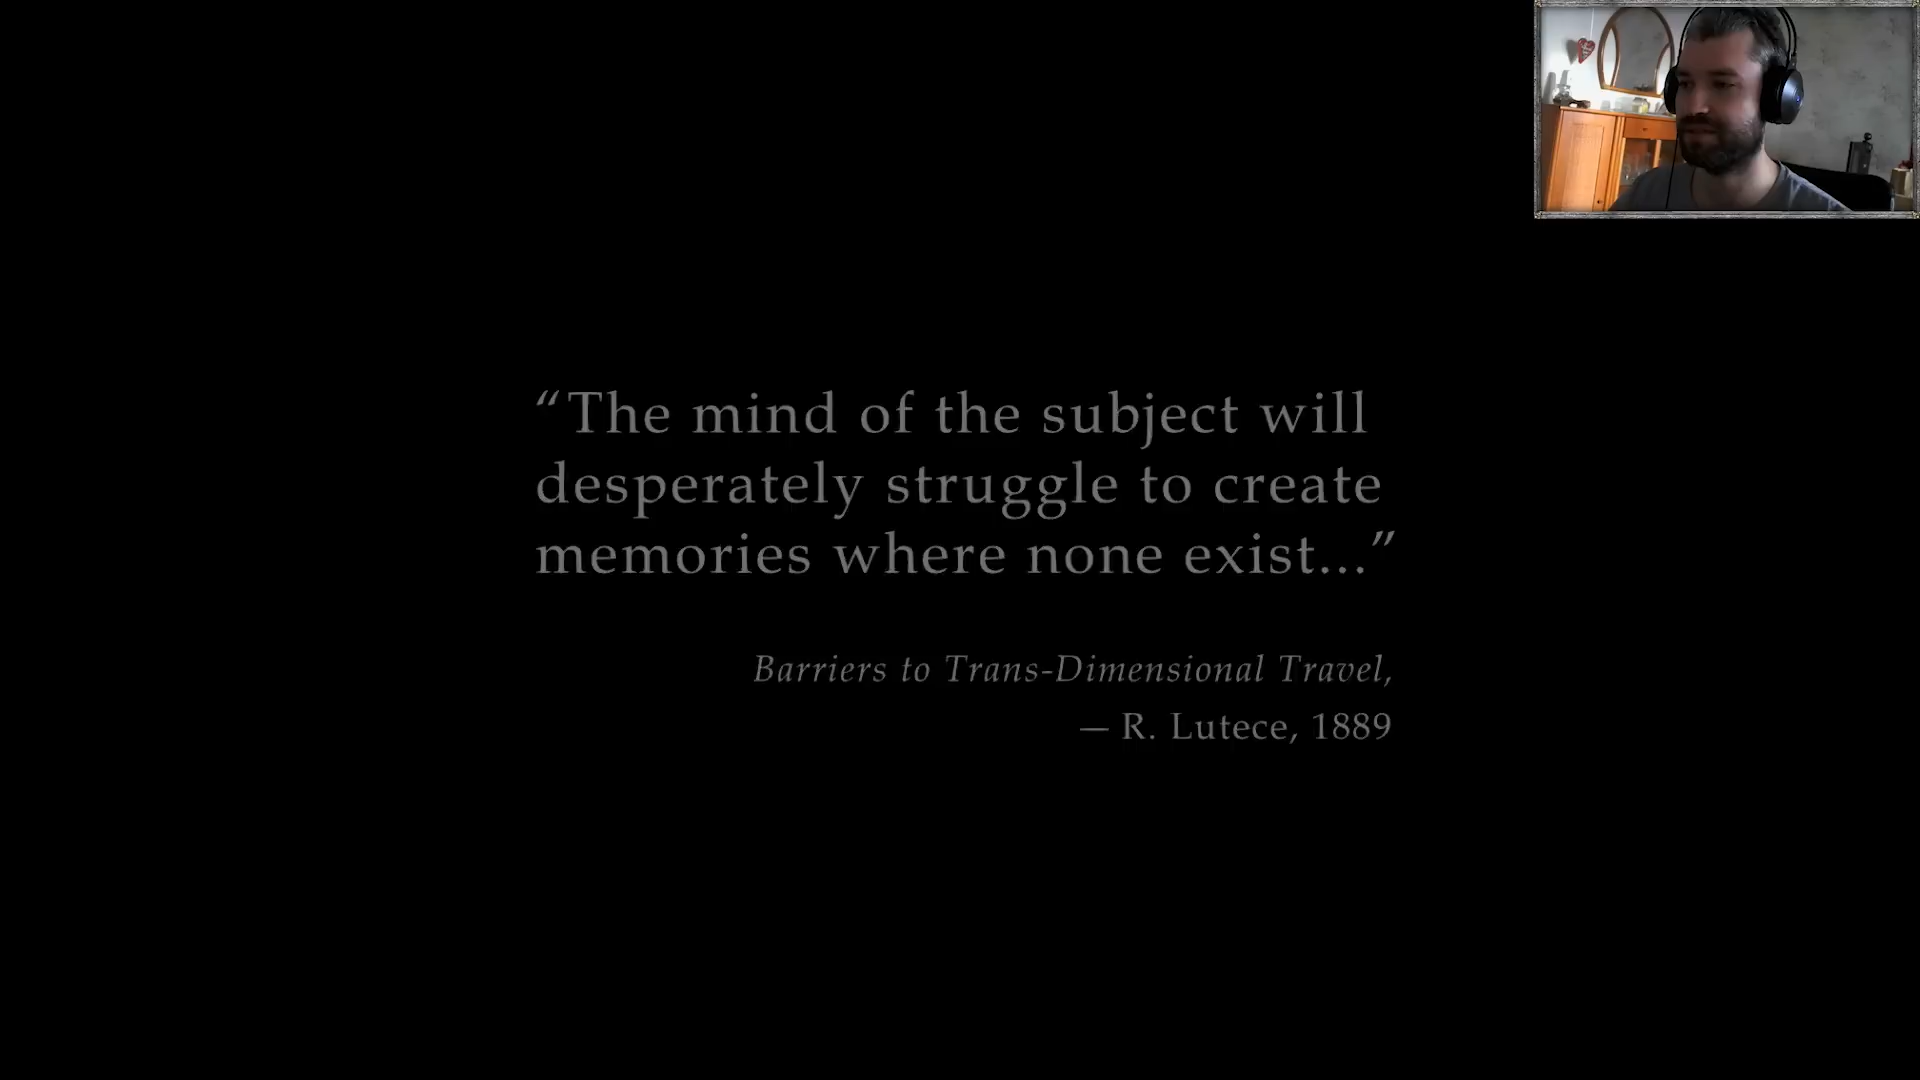 “The mind of the subject will
desperately struggle to create
memories where none exist...”
Barriers to Trans-Dimensional Travel,
— R. Lutece, 1889